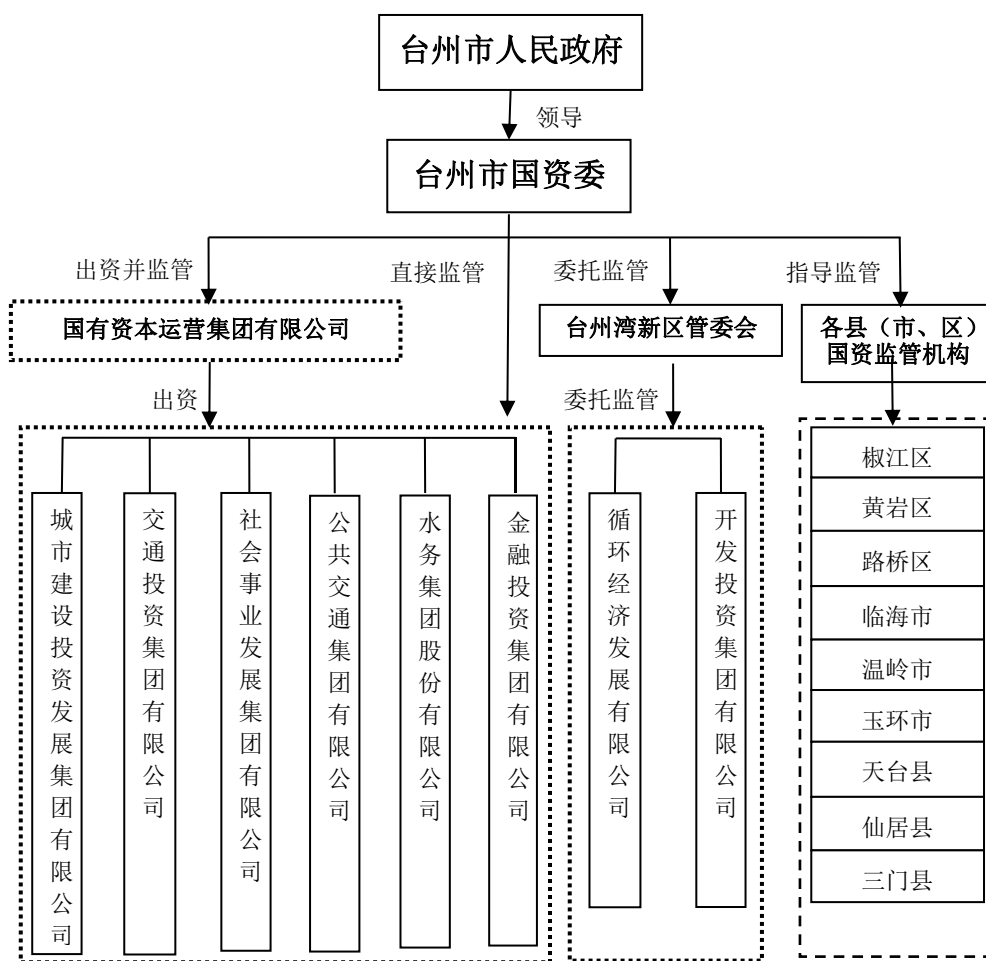 台州市人民政府
领导
台州市国资委
出资并监管
直接监管
委托监管
指导监管
国有资本运营集团有限公司
台州湾新区管委会
各县（市、区）
国资监管机构
出资
委托监管
城市建设投资发展集团有限公司
交通投资集团有限公司
社会事业发展集团有限公司
公共交通集团有限公司
水务集团股份有限公司
金融投资集团有限公司
循环经济发展有限公司
开发投资集团有限公司
椒江区
黄岩区
路桥区
临海市
温岭市
玉环市
天台县
仙居县
三门县